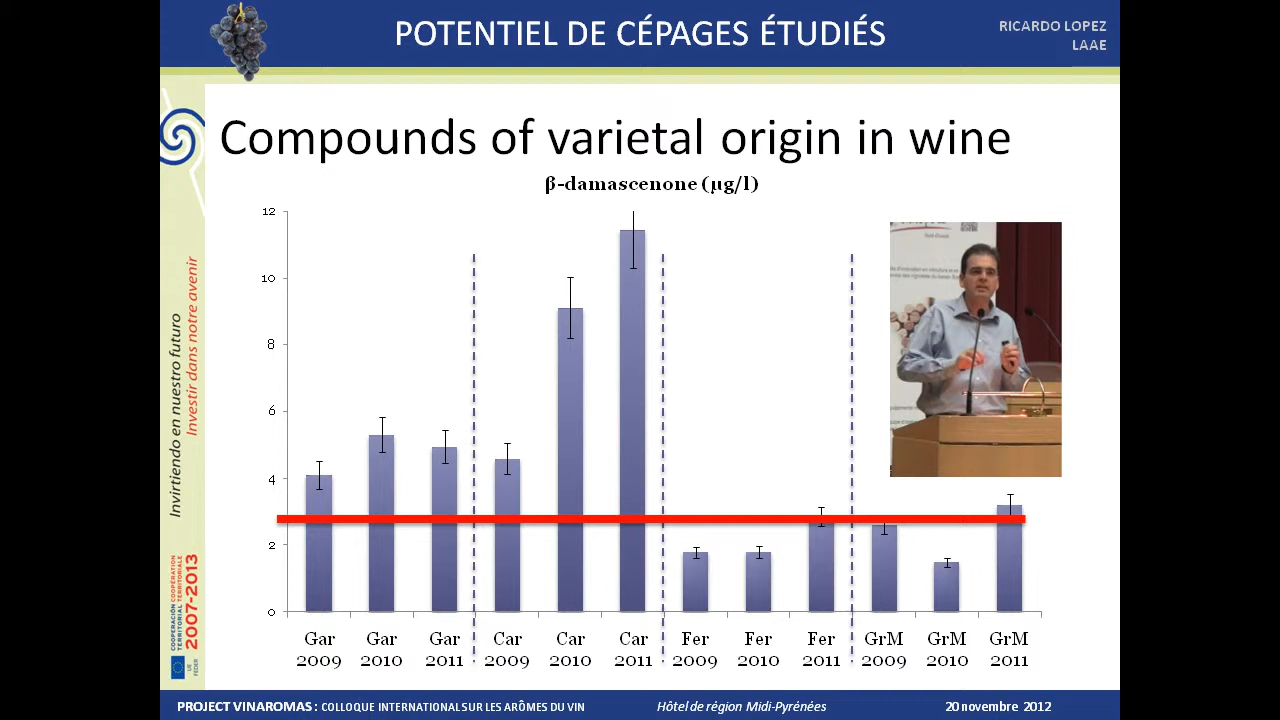 POTENTIEL DE CÉPAGES ÉTUDIÉS
RICARDO LOPEZ
LAAE
Compounds of varietal origin in wine
β-damascenone (µg/l)
12
10
8
6
4
2
0
Gar 2009
Gar 2010
Gar 2011
Car 2009
Car 2010
Car 2011
Fer 2009
Fer 2010
Fer 2011
GrM 2009
GrM 2010
GrM 2011
Invirtiendo en nuestro futuro
Investir dans notre avenir
COOPERACIÓN TERRITORIAL
COOPÉRATION TERRITORIALE
2007-2013
UE
FEDER
PROJECT VINAROMAS : COLLOQUE INTERNATIONAL SUR LES ARÔMES DU VIN
Hôtel de région Midi-Pyrénées
20 novembre 2012